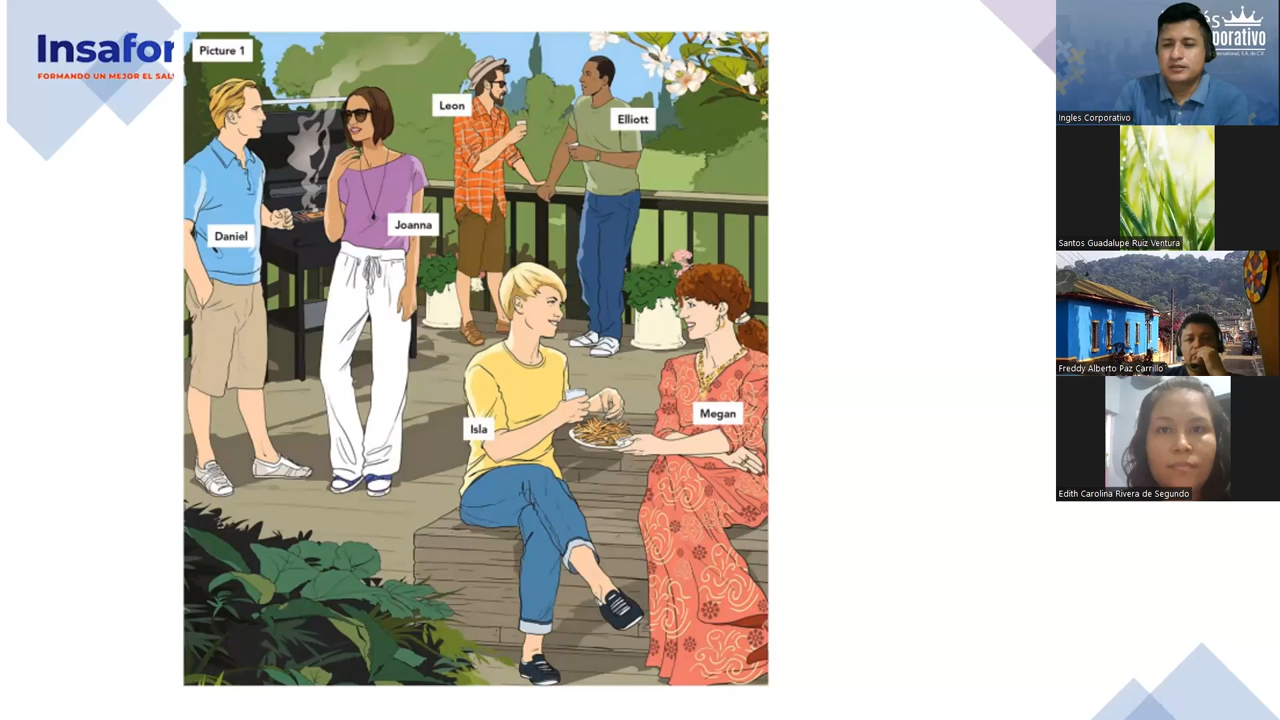 Insafor
FORMANDO UN MEJOR EL SAL
Picture 1
Leon
Elliott
Daniel
Joanna
Isla
Megan
Ingles Corporativo
Santos Guadalupe Ruiz Ventura
Freddy Alberto Paz Carrillo
Edith Carolina Rivera de Segundo